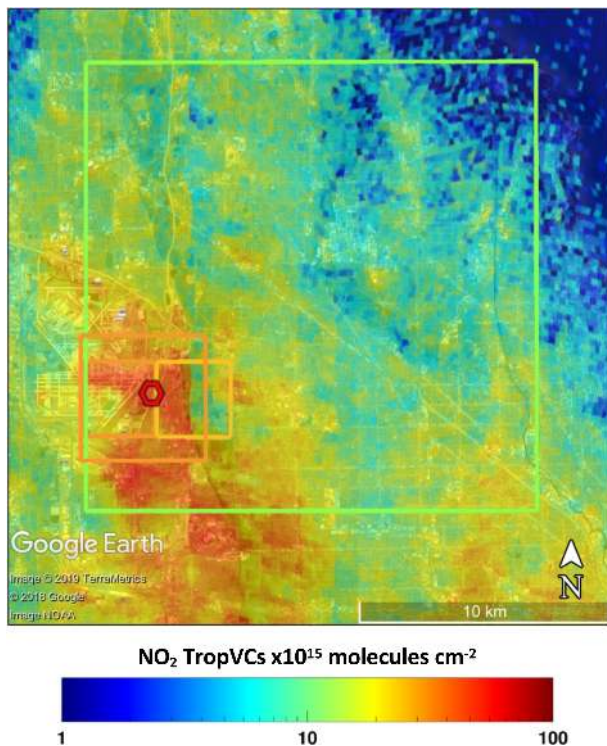 Google Earth
Image © 2019 TerraMetrics
© 2018 Google
Image NOAA
N
10 km
NO₂ TropVCs x10¹⁵ molecules cm⁻²
1 10 100